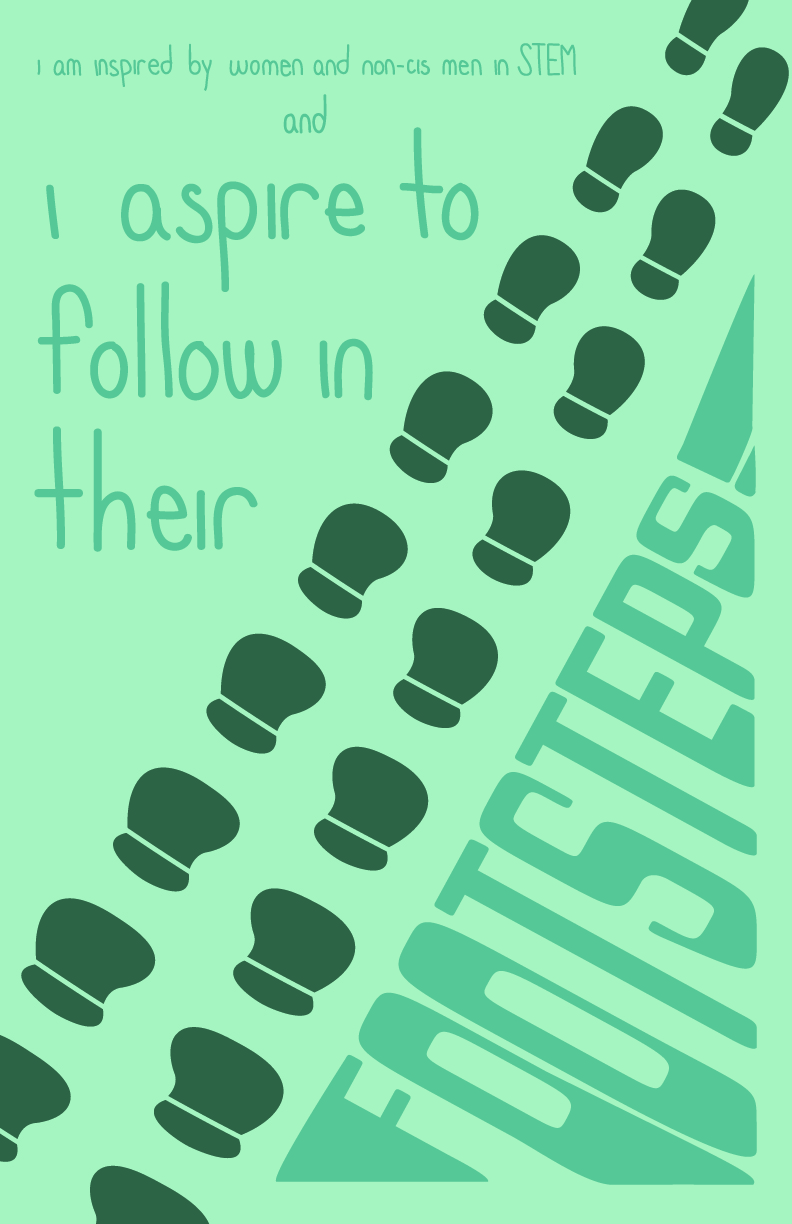 i am inspired by women and non-cis men in STEM
and
i aspire to
follow in
their
FOOTSTEPS